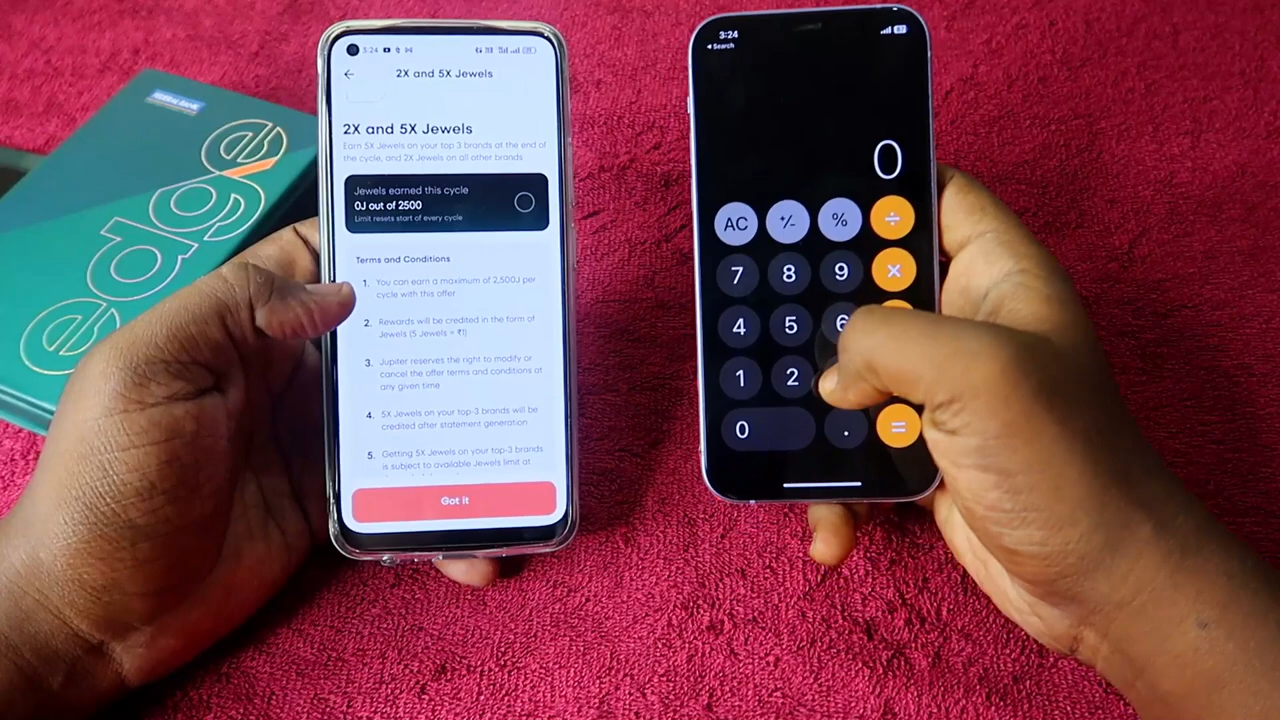 FEDERAL BANK
edge
5:24
2X and 5X Jewels
2X and 5X Jewels
Earn 5X Jewels on your top 3 brands at the end of
the cycle, and 2X Jewels on all other brands
Jewels earned this cycle
0J out of 2500
Limit resets start of every cycle
Terms and Conditions
1. You can earn a maximum of 2,500J per
cycle with this offer
2. Rewards will be credited in the form of
Jewels (5 Jewels = ₹1)
3. Jupiter reserves the right to modify or
cancel the offer terms and conditions at
any given time
4. 5X Jewels on your top-3 brands will be
credited after statement generation
5. Getting 5X Jewels on your top-3 brands
is subject to available Jewels limit at
Got it
3:24
◂ Search
0
AC +/- % ÷
7 8 9 ×
4 5 6
1 2
0 . =